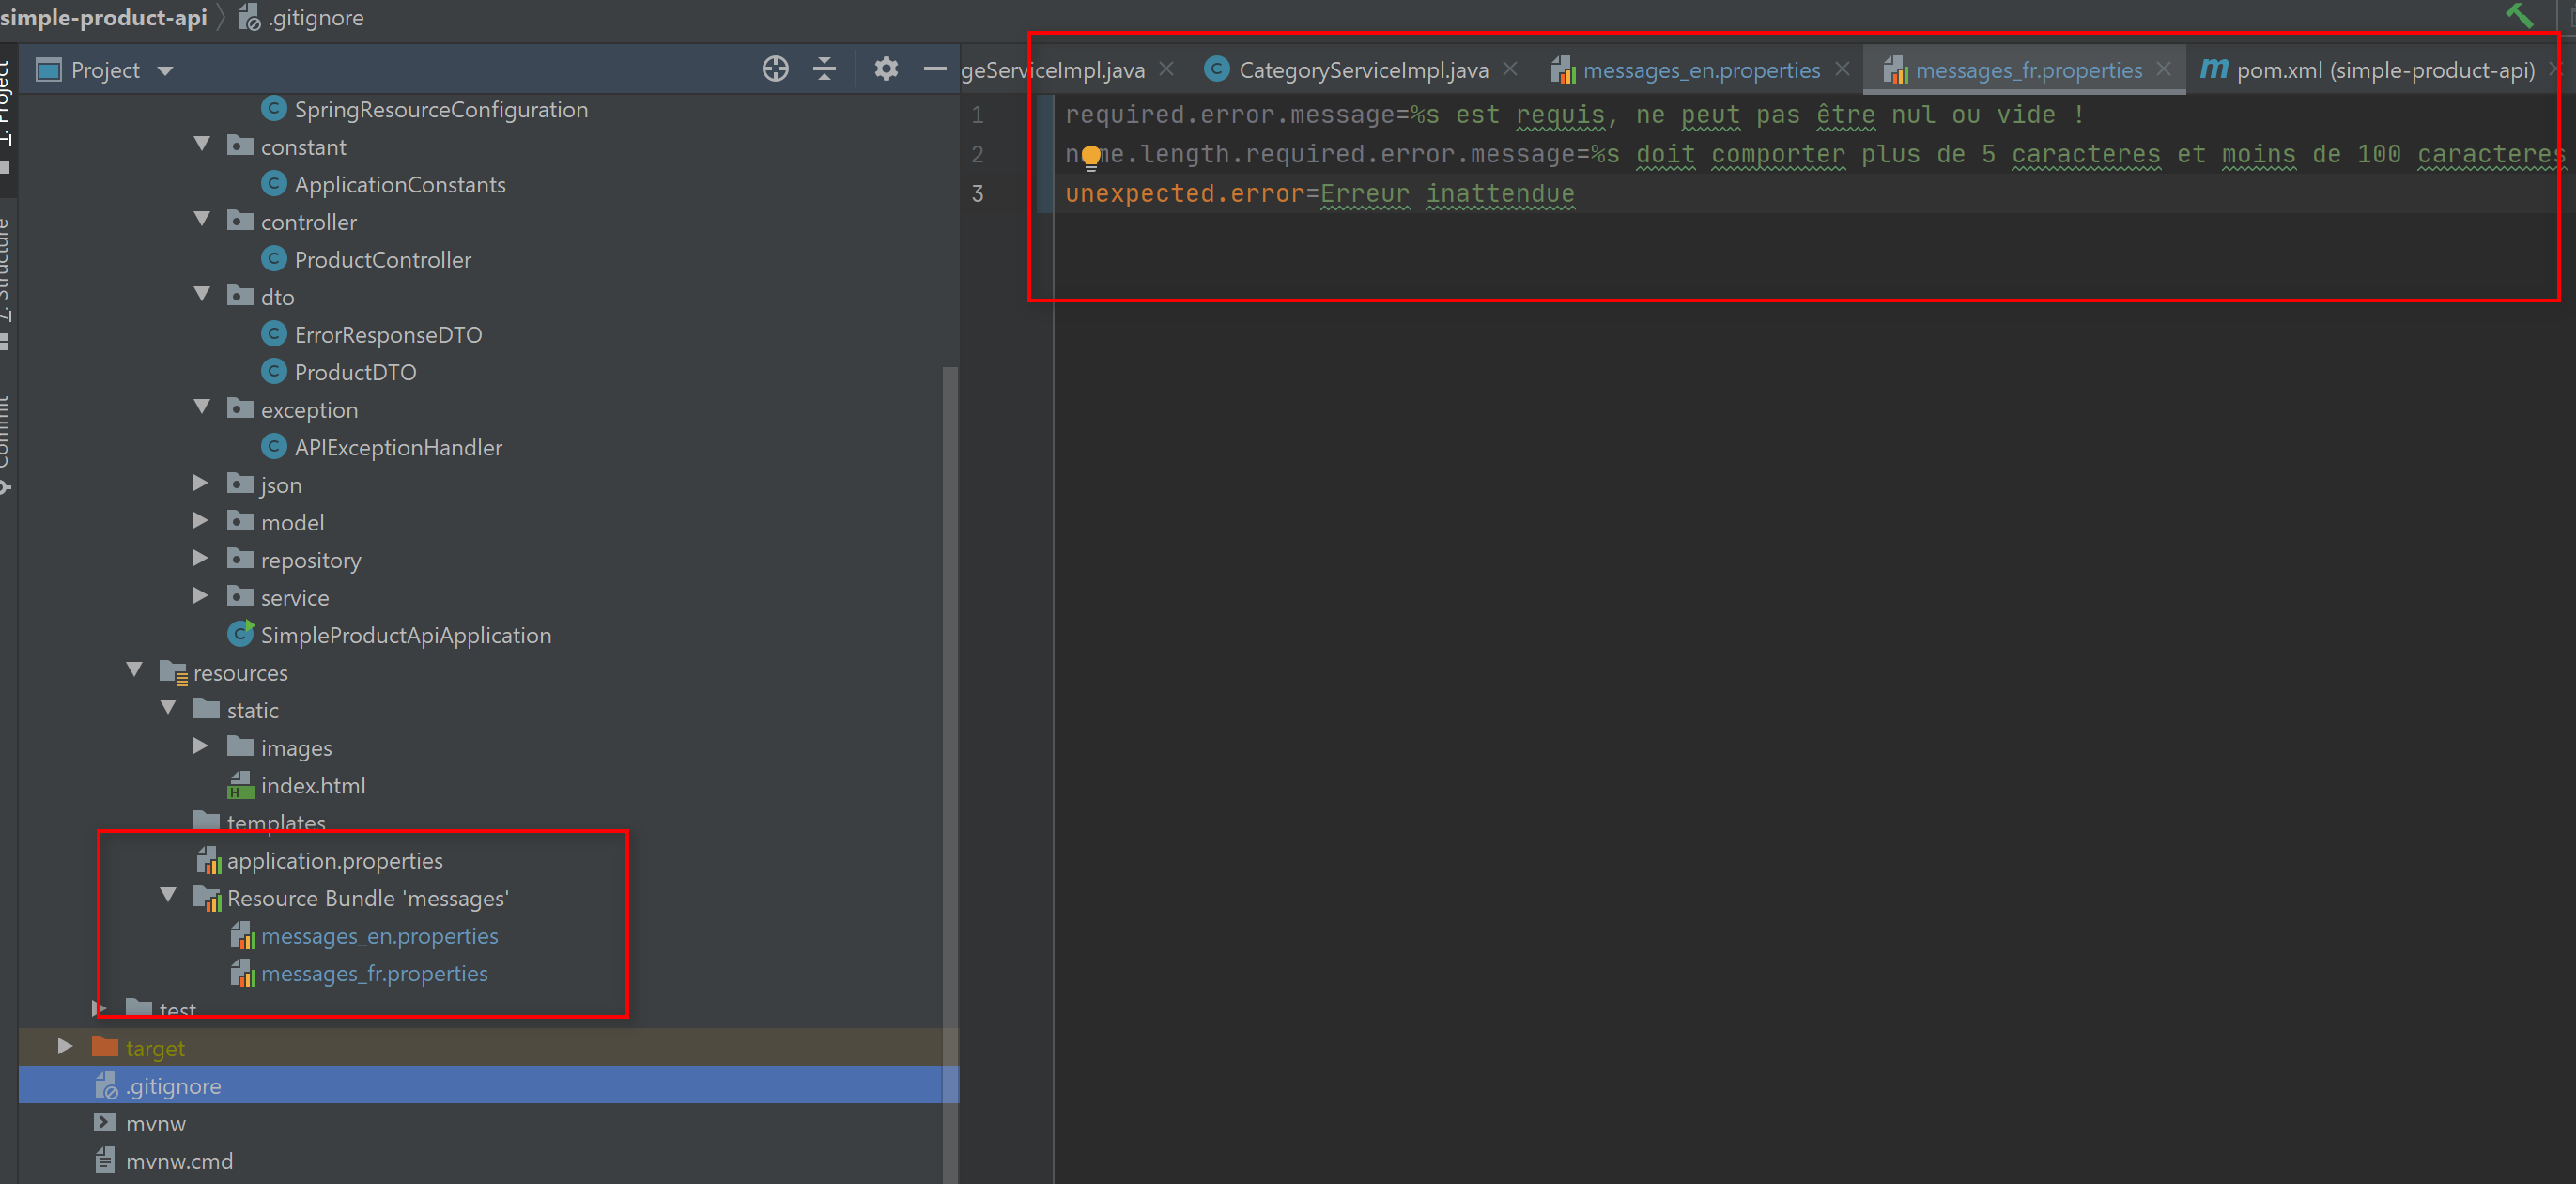 simple-product-api
.gitignore
1: Project
7: Structure
Commit
Project
SpringResourceConfiguration
constant
ApplicationConstants
controller
ProductController
dto
ErrorResponseDTO
ProductDTO
exception
APIExceptionHandler
json
model
repository
service
SimpleProductApiApplication
resources
static
images
index.html
templates
application.properties
Resource Bundle 'messages'
messages_en.properties
messages_fr.properties
test
target
.gitignore
mvnw
mvnw.cmd
geServiceImpl.java
CategoryServiceImpl.java
messages_en.properties
messages_fr.properties
pom.xml (simple-product-api)
1 required.error.message=%s est requis, ne peut pas être nul ou vide !
2 name.length.required.error.message=%s doit comporter plus de 5 caracteres et moins de 100 caracteres
3 unexpected.error=Erreur inattendue